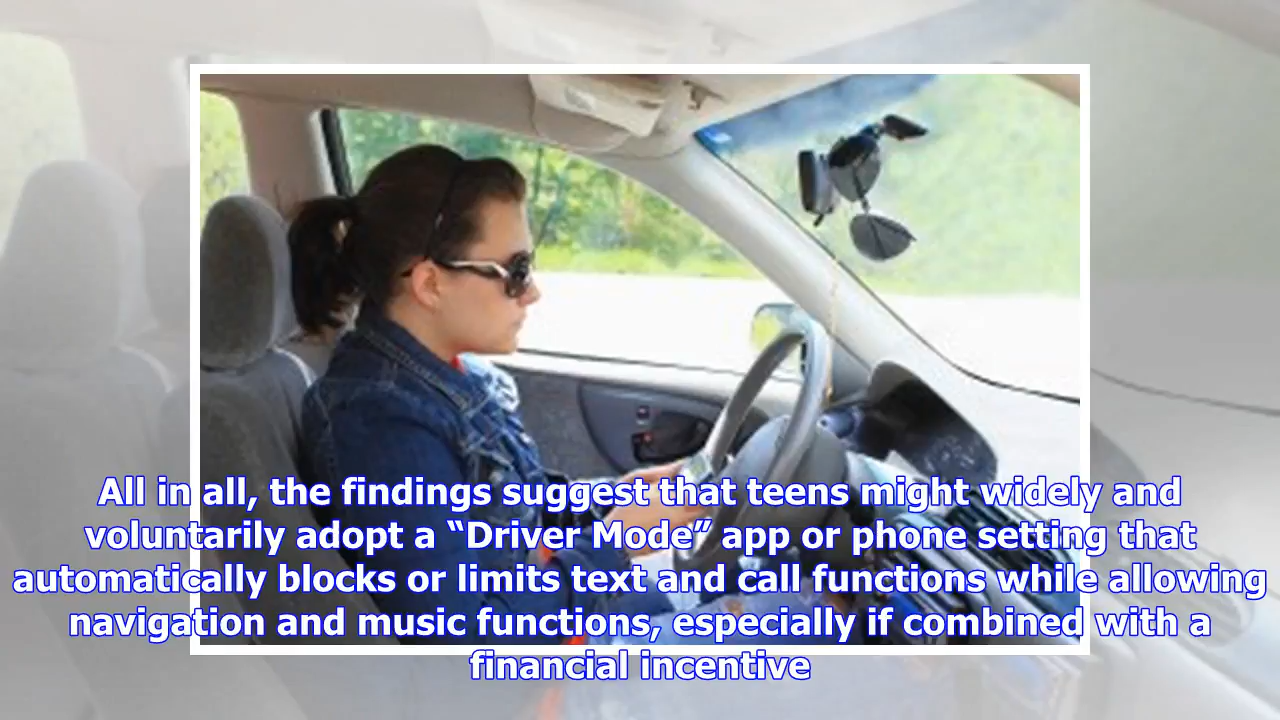 All in all, the findings suggest that teens might widely and
voluntarily adopt a “Driver Mode” app or phone setting that
automatically blocks or limits text and call functions while allowing
navigation and music functions, especially if combined with a
financial incentive